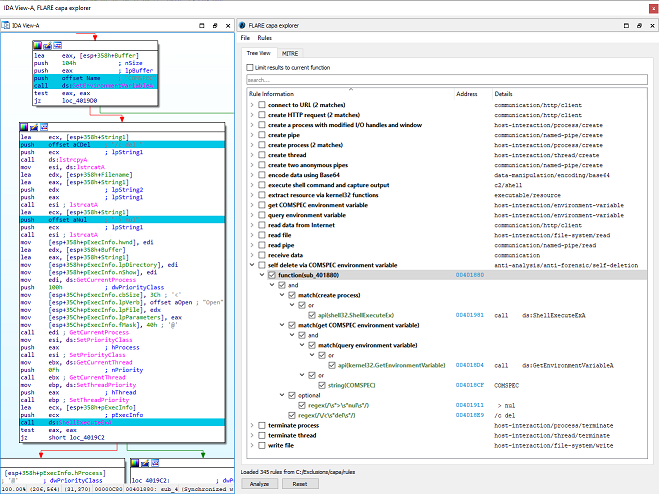 IDA View-A, FLARE capa explorer
IDA View-A
lea eax, [esp+358h+Buffer]
push 104h ; nSize
push eax ; lpBuffer
push offset Name
call ds:GetEnvironmentVariableA
test eax, eax
jz loc_4019D0
lea ecx, [esp+358h+String1]
push offset aCDel
push ecx ; lpString1
call ds:lstrcpyA
mov esi, ds:lstrcatA
lea edx, [esp+358h+Filename]
lea eax, [esp+358h+String1]
push edx ; lpString2
push eax ; lpString1
call esi ; lstrcatA
lea ecx, [esp+358h+String1]
push offset aNul
push ecx ; lpString1
call esi ; lstrcatA
mov [esp+358h+pExecInfo.hwnd], edi
lea edx, [esp+358h+Buffer]
lea eax, [esp+358h+String1]
mov [esp+358h+pExecInfo.lpDirectory], edi
mov [esp+358h+pExecInfo.nShow], edi
mov edi, ds:GetCurrentProcess
push 100h ; dwPriorityClass
mov [esp+35Ch+pExecInfo.cbSize], 3Ch ; '<'
mov [esp+35Ch+pExecInfo.lpVerb], offset aOpen ; "Open"
mov [esp+35Ch+pExecInfo.lpFile], edx
mov [esp+35Ch+pExecInfo.lpParameters], eax
mov [esp+35Ch+pExecInfo.fMask], 40h ; '@'
call edi ; GetCurrentProcess
mov esi, ds:SetPriorityClass
push eax ; hProcess
call esi ; SetPriorityClass
mov ebx, ds:GetCurrentThread
push 0Fh ; nPriority
call ebx ; GetCurrentThread
mov ebp, ds:SetThreadPriority
push eax ; hThread
call ebp ; SetThreadPriority
lea ecx, [esp+358h+pExecInfo]
push ecx ; pExecInfo
call ds:ShellExecuteExA
test eax, eax
jz short loc_4019C2
[esp+358h+pExecInfo.hProcess]
; '@' ; dwPriorityClass
loc_4019C2:
FLARE capa explorer
File Rules
Tree View MITRE
Limit results to current function
search...
Rule Information Address Details
connect to URL (2 matches) communication/http/client
create HTTP request (2 matches) communication/http/client
create a process with modified I/O handles and window host-interaction/process/create
create pipe communication/named-pipe/create
create process (2 matches) host-interaction/process/create
create thread host-interaction/thread/create
create two anonymous pipes communication/named-pipe/create
encode data using Base64 data-manipulation/encoding/base64
execute shell command and capture output c2/shell
extract resource via kernel32 functions executable/resource
get COMSPEC environment variable host-interaction/environment-variable
query environment variable host-interaction/environment-variable
read data from Internet communication/http/client
read file host-interaction/file-system/read
read pipe communication/named-pipe/read
receive data communication
self delete via COMSPEC environment variable anti-analysis/anti-forensic/self-deletion
function(sub_401880) 00401880
and
match(create process)
or
api(shell32.ShellExecuteEx) 00401981 call ds:ShellExecuteExA
match(get COMSPEC environment variable)
and
match(query environment variable)
or
api(kernel32.GetEnvironmentVariable) 004018D4 call ds:GetEnvironmentVariableA
or
string(COMSPEC) 004018CF COMSPEC
optional
regex(/\s*>\s*nul\s*/) 00401911 > nul
regex(/\/c\s*del\s*/) 004018E9 /c del
terminate process host-interaction/process/terminate
terminate thread host-interaction/thread/terminate
write file host-interaction/file-system/write
Loaded 345 rules from C:/Exclusions/capa/rules
Analyze Reset